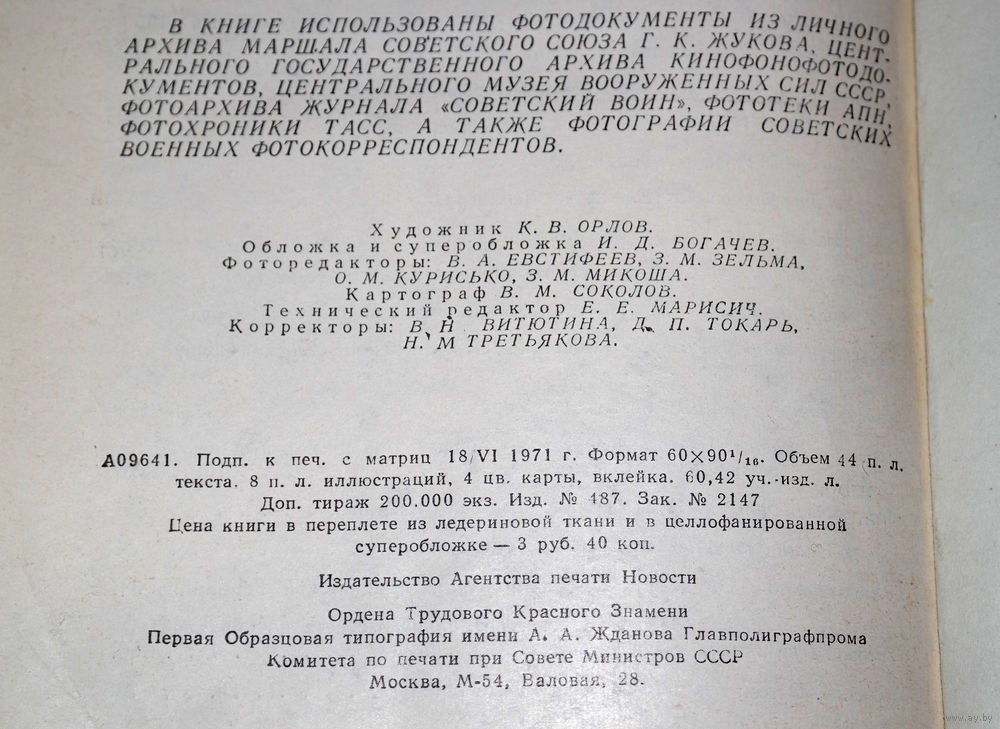 В КНИГЕ ИСПОЛЬЗОВАНЫ ФОТОДОКУМЕНТЫ ИЗ ЛИЧНОГО
АРХИВА МАРШАЛА СОВЕТСКОГО СОЮЗА Г. К. ЖУКОВА, ЦЕНТ-
РАЛЬНОГО ГОСУДАРСТВЕННОГО АРХИВА КИНОФОНОФОТОДО-
КУМЕНТОВ, ЦЕНТРАЛЬНОГО МУЗЕЯ ВООРУЖЕННЫХ СИЛ СССР,
ФОТОАРХИВА ЖУРНАЛА «СОВЕТСКИЙ ВОИН», ФОТОТЕКИ АПН,
ФОТОХРОНИКИ ТАСС, А ТАКЖЕ ФОТОГРАФИИ СОВЕТСКИХ
ВОЕННЫХ ФОТОКОРРЕСПОНДЕНТОВ.
Художник К. В. ОРЛОВ.
Обложка и суперобложка И. Д. БОГАЧЕВ.
Фоторедакторы: В. А. ЕВСТИФЕЕВ, З. М. ЗЕЛЬМА,
О. М. КУРИСЬКО, З. М. МИКОША.
Картограф В. М. СОКОЛОВ.
Технический редактор Е. Е. МАРИСИЧ.
Корректоры: В. Н. ВИТЮТИНА, Д. П. ТОКАРЬ,
Н. М ТРЕТЬЯКОВА.
А09641. Подп. к печ. с матриц 18/VI 1971 г. Формат 60×90¹/₁₆. Объем 44 п. л.
текста. 8 п. л. иллюстраций, 4 цв. карты, вклейка. 60,42 уч.-изд. л.
Доп. тираж 200.000 экз. Изд. № 487. Зак. № 2147
Цена книги в переплете из ледериновой ткани и в целлофанированной
суперобложке — 3 руб. 40 коп.
Издательство Агентства печати Новости
Ордена Трудового Красного Знамени
Первая Образцовая типография имени А. А. Жданова Главполиграфпрома
Комитета по печати при Совете Министров СССР
Москва, М-54, Валовая, 28.
www.ay.by